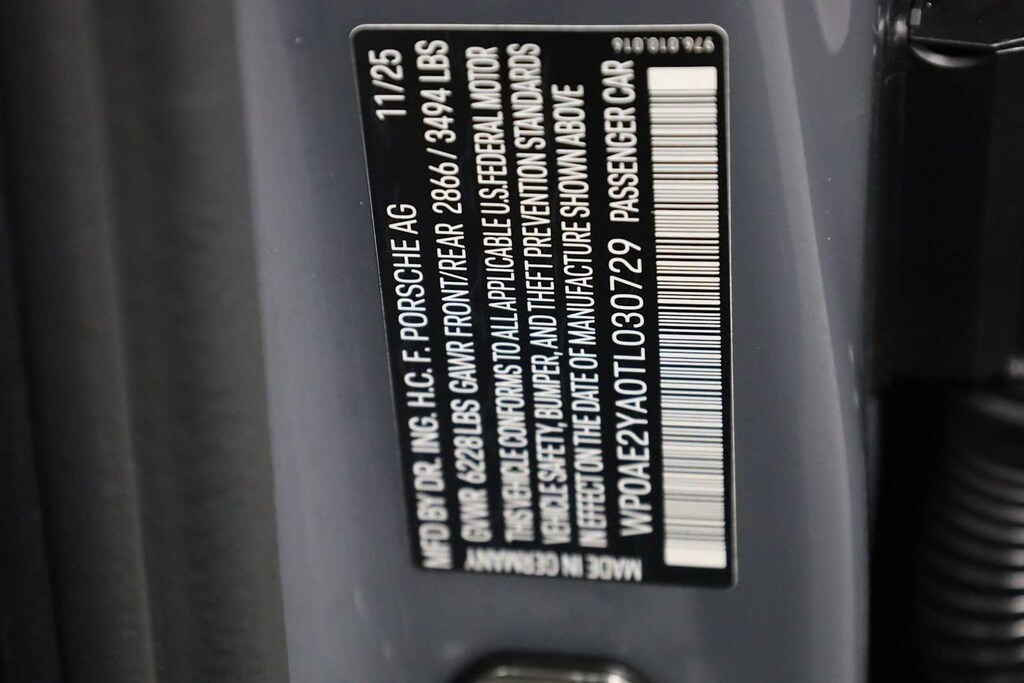 MFD BY DR. ING. H.C. F. PORSCHE AG 11/25
GVWR 6228 LBS GAWR FRONT/REAR 2866/3494 LBS
THIS VEHICLE CONFORMS TO ALL APPLICABLE U.S. FEDERAL MOTOR
VEHICLE SAFETY, BUMPER, AND THEFT PREVENTION STANDARDS
IN EFFECT ON THE DATE OF MANUFACTURE SHOWN ABOVE
WP0AE2YA0TL030729 PASSENGER CAR
MADE IN GERMANY
976.010.016